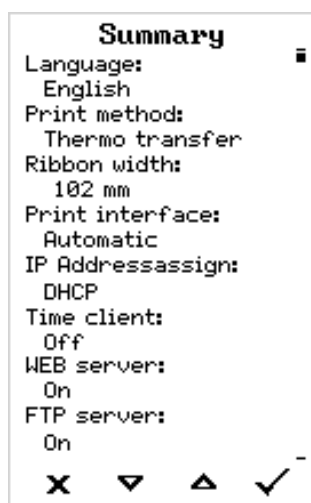 Summary
Language:
English
Print method:
Thermo transfer
Ribbon width:
102 mm
Print interface:
Automatic
IP Addressassign:
DHCP
Time client:
Off
WEB server:
On
FTP server:
On